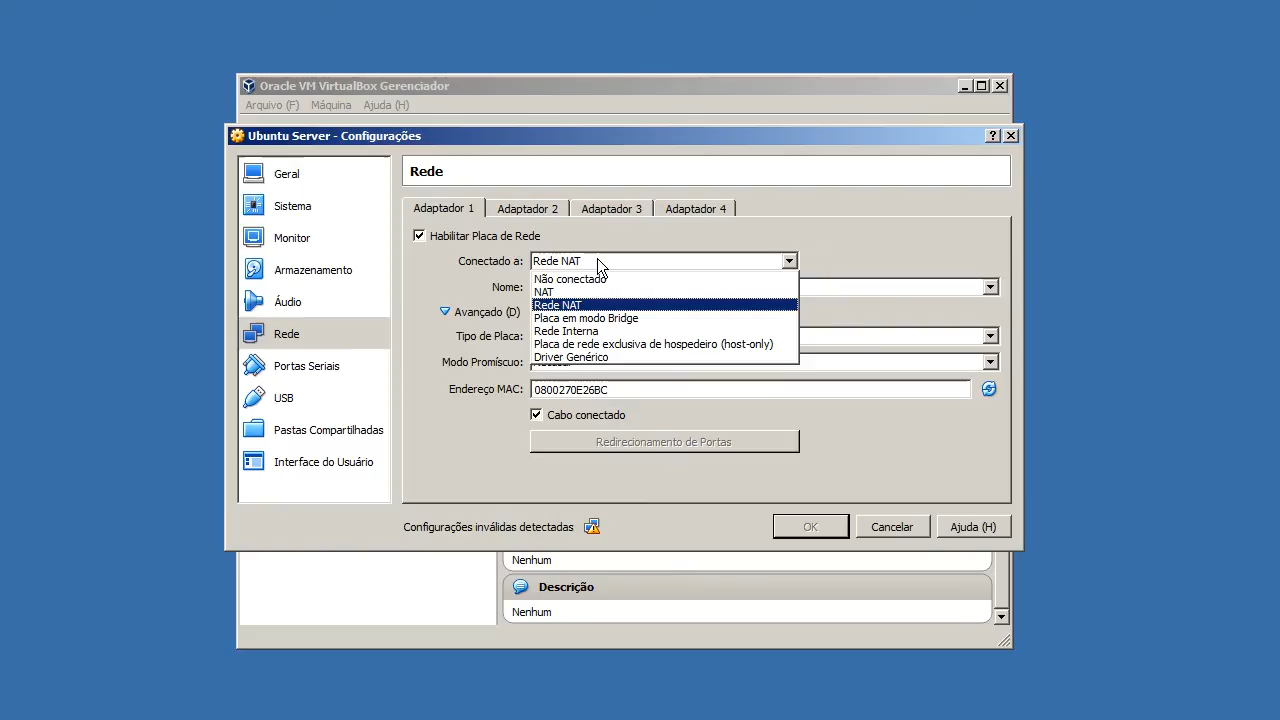 Oracle VM VirtualBox Gerenciador
Arquivo (F) Máquina Ajuda (H)
Ubuntu Server - Configurações
Geral
Sistema
Monitor
Armazenamento
Áudio
Rede
Portas Seriais
USB
Pastas Compartilhadas
Interface do Usuário
Rede
Adaptador 1 Adaptador 2 Adaptador 3 Adaptador 4
Habilitar Placa de Rede
Conectado a: Rede NAT
Não conectado
NAT
Rede NAT
Placa em modo Bridge
Rede Interna
Placa de rede exclusiva de hospedeiro (host-only)
Driver Genérico
Nome:
Avançado (D)
Tipo de Placa:
Modo Promíscuo:
Endereço MAC: 0800270E26BC
Cabo conectado
Redirecionamento de Portas
Configurações inválidas detectadas
OK Cancelar Ajuda (H)
Nenhum
Descrição
Nenhum